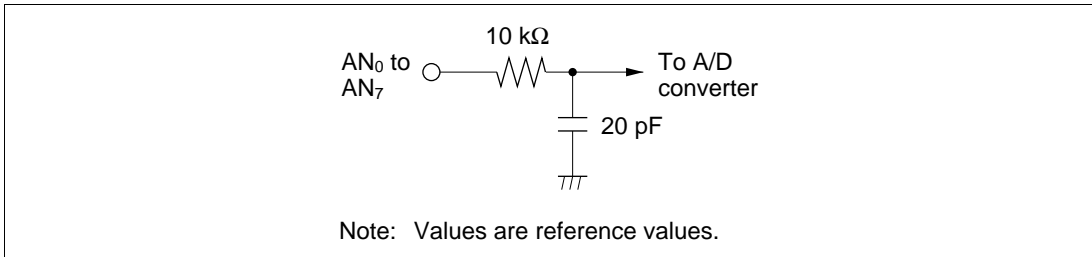 10 kΩ
AN₀ to
AN₇
To A/D
converter
20 pF
Note: Values are reference values.